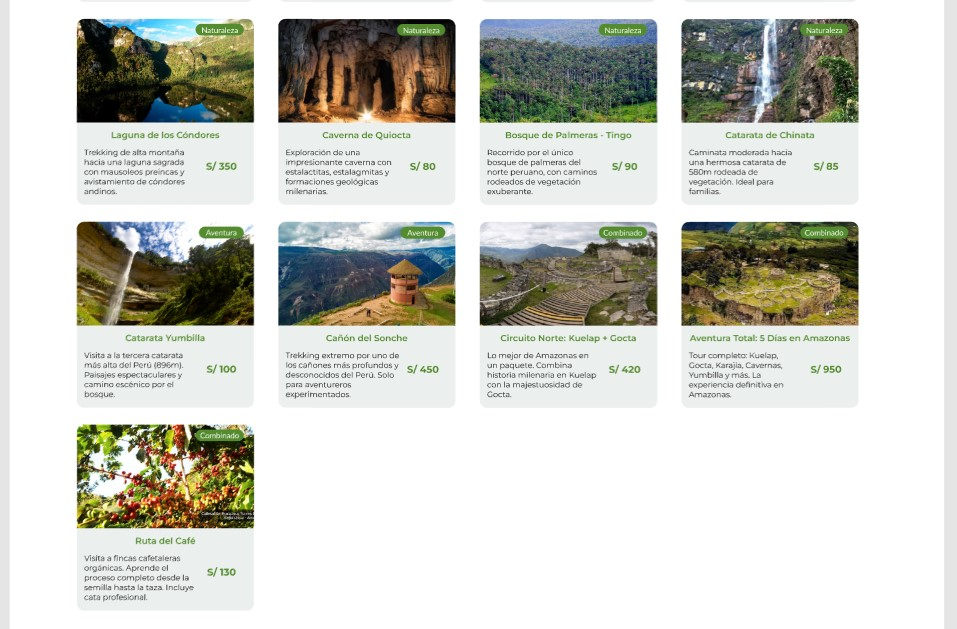 Naturaleza
Naturaleza
Naturaleza
Naturaleza
Laguna de los Cóndores
Trekking de alta montaña
hacia una laguna sagrada
con mausoleos preincas y
avistamiento de cóndores
andinos.
S/ 350
Caverna de Quiocta
Exploración de una
impresionante caverna con
estalactitas, estalagmitas y
formaciones geológicas
milenarias.
S/ 80
Bosque de Palmeras - Tingo
Recorrido por el único
bosque de palmeras del
norte peruano, con caminos
rodeados de vegetación
exuberante.
S/ 90
Catarata de Chinata
Caminata moderada hacia
una hermosa catarata de
580m rodeada de
vegetación. Ideal para
familias.
S/ 85
Aventura
Aventura
Combinado
Combinado
Catarata Yumbilla
Visita a la tercera catarata
más alta del Perú (896m).
Paisajes espectaculares y
camino escénico por el
bosque.
S/ 100
Cañón del Sonche
Trekking extremo por uno de
los cañones más profundos y
desconocidos del Perú. Solo
para aventureros
experimentados.
S/ 450
Circuito Norte: Kuelap + Gocta
Lo mejor de Amazonas en
un paquete. Combina
historia milenaria en Kuelap
con la majestuosidad de
Gocta.
S/ 420
Aventura Total: 5 Días en Amazonas
Tour completo: Kuelap,
Gocta, Karajía, Cavernas,
Yumbilla y más. La
experiencia definitiva en
Amazonas.
S/ 950
Combinado
Ruta del Café
Visita a fincas cafetaleras
orgánicas. Aprende el
proceso completo desde la
semilla hasta la taza. Incluye
cata profesional.
S/ 130